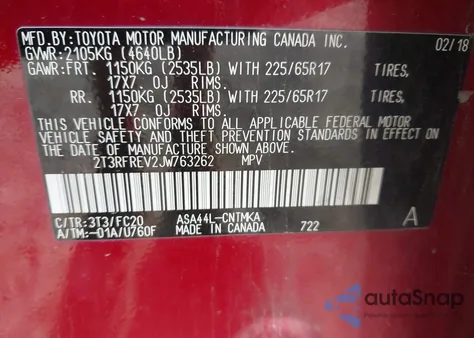 MFD.BY:TOYOTA MOTOR MANUFACTURING CANADA INC.
02/18
GVWR:2105KG (4640LB)
GAWR:FRT. 1150KG (2535LB) WITH 225/65R17 TIRES,
17X7.0J RIMS.
RR. 1150KG (2535LB) WITH 225/65R17 TIRES,
17X7.0J RIMS.
THIS VEHICLE CONFORMS TO ALL APPLICABLE FEDERAL MOTOR
VEHICLE SAFETY AND THEFT PREVENTION STANDARDS IN EFFECT
ON THE DATE OF MANUFACTURE SHOWN ABOVE.
2T3RFREV2JW763262 MPV
C/TR:3T3/FC20 ASA44L-CNTMKA A
A/TM:-01A/U760F MADE IN CANADA 722
autoSnap